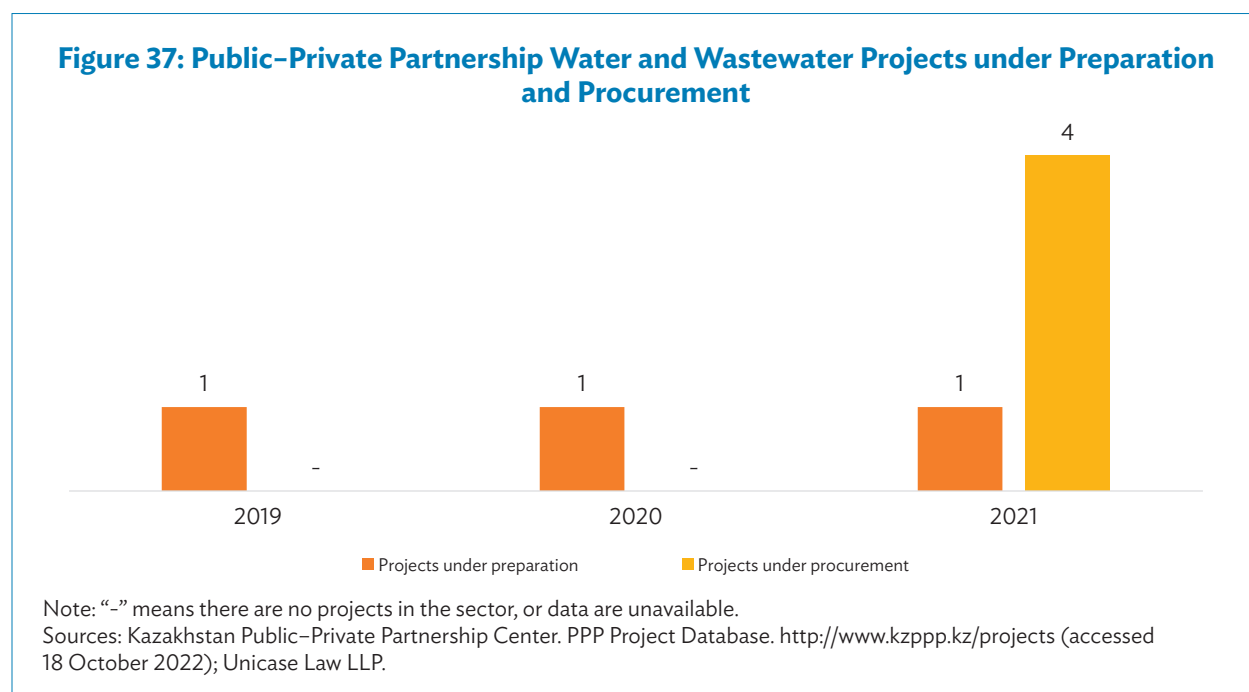 Figure 37: Public–Private Partnership Water and Wastewater Projects under Preparation
and Procurement
4
1
1
1
-
-
2019
2020
2021
Projects under preparation
Projects under procurement
Note: “-” means there are no projects in the sector, or data are unavailable.
Sources: Kazakhstan Public–Private Partnership Center. PPP Project Database. http://www.kzppp.kz/projects (accessed
18 October 2022); Unicase Law LLP.